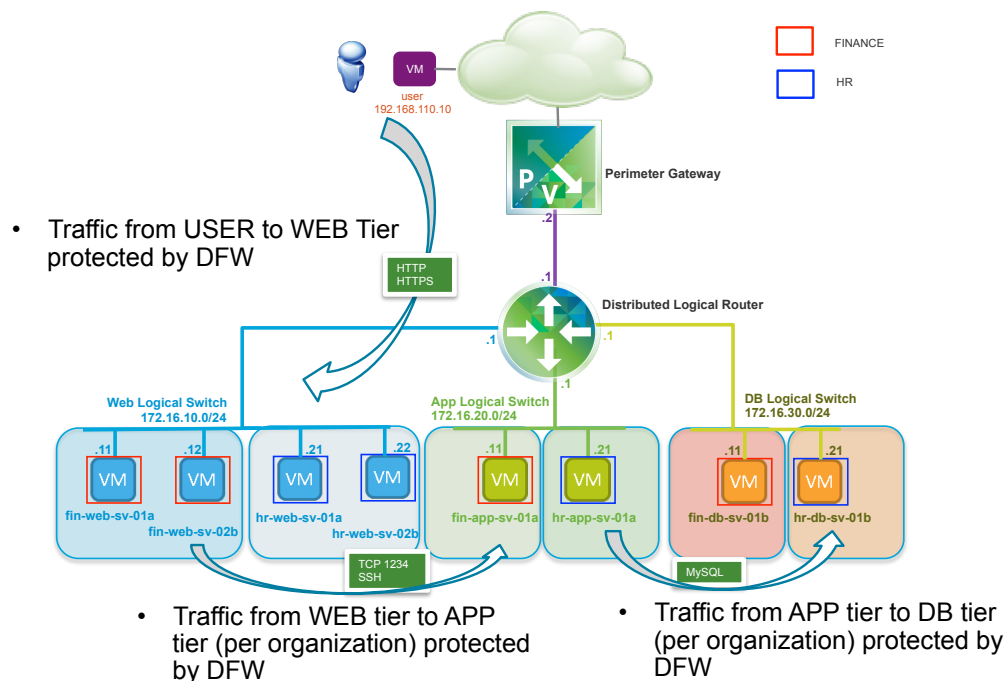 FINANCE
HR
VM
user
192.168.110.10
P
V
Perimeter Gateway
.2
• Traffic from USER to WEB Tier
protected by DFW
HTTP
HTTPS
.1
Distributed Logical Router
.1
.1
.1
Web Logical Switch
172.16.10.0/24
App Logical Switch
172.16.20.0/24
DB Logical Switch
172.16.30.0/24
.11
.12
.21
.22
.11
.21
.11
.21
VM
VM
VM
VM
VM
VM
VM
VM
fin-web-sv-01a
fin-web-sv-02b
hr-web-sv-01a
hr-web-sv-02b
fin-app-sv-01a
hr-app-sv-01a
fin-db-sv-01b
hr-db-sv-01b
TCP 1234
SSH
MySQL
• Traffic from WEB tier to APP
tier (per organization) protected
by DFW
• Traffic from APP tier to DB tier
(per organization) protected by
DFW